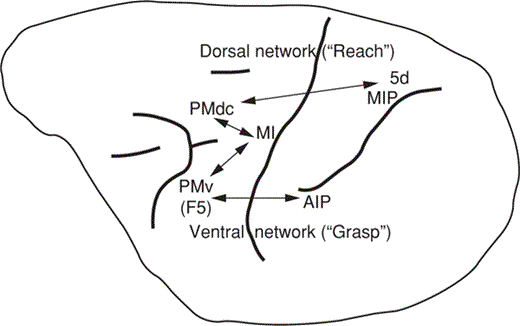 Dorsal network (“Reach”)
5d
MIP
PMdc
MI
PMv
(F5)
AIP
Ventral network (“Grasp”)